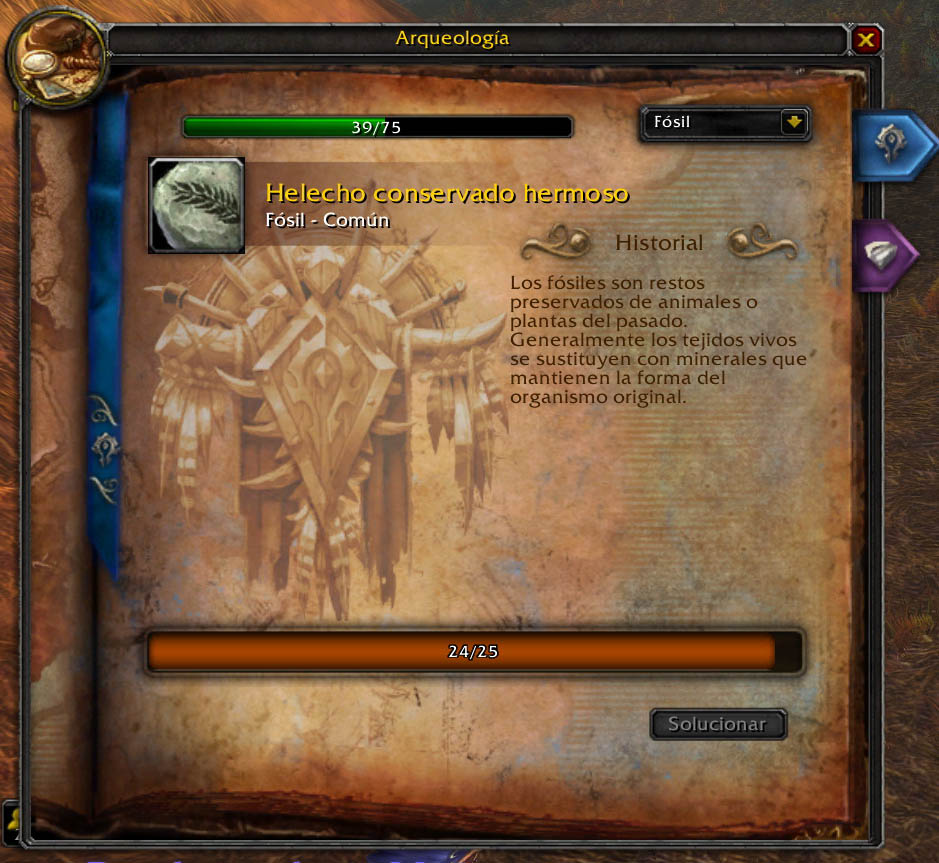 Arqueología
39/75
Fósil
Helecho conservado hermoso
Fósil - Común
Historial
Los fósiles son restos
preservados de animales o
plantas del pasado.
Generalmente los tejidos vivos
se sustituyen con minerales que
mantienen la forma del
organismo original.
24/25
Solucionar